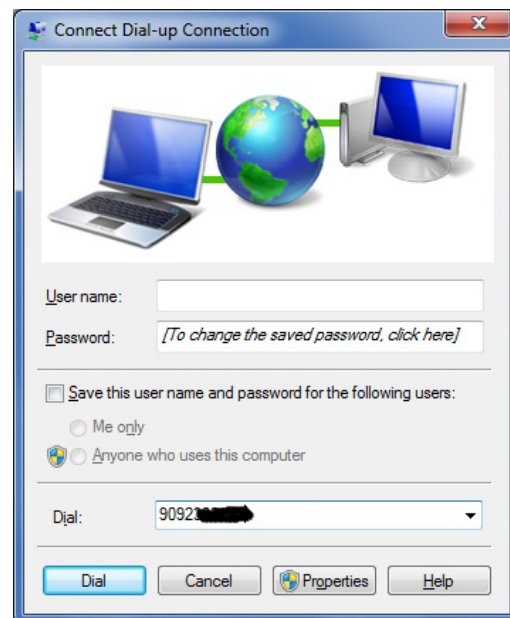 Connect Dial-up Connection
User name:
Password: [To change the saved password, click here]
Save this user name and password for the following users:
Me only
Anyone who uses this computer
Dial: 9092
Dial Cancel Properties Help